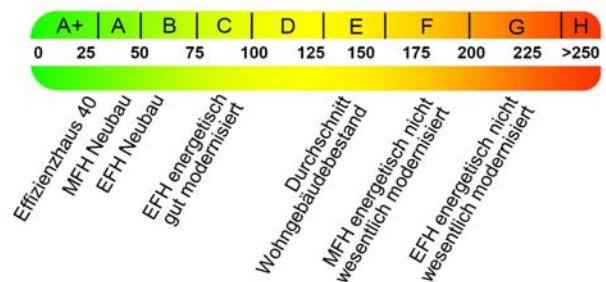 A+ A B C D E F G H
0 25 50 75 100 125 150 175 200 225 >250
Effizienzhaus 40
MFH Neubau
EFH Neubau
EFH energetisch
gut modernisiert
Durchschnitt
Wohngebäudebestand
MFH energetisch nicht
wesentlich modernisiert
EFH energetisch nicht
wesentlich modernisiert